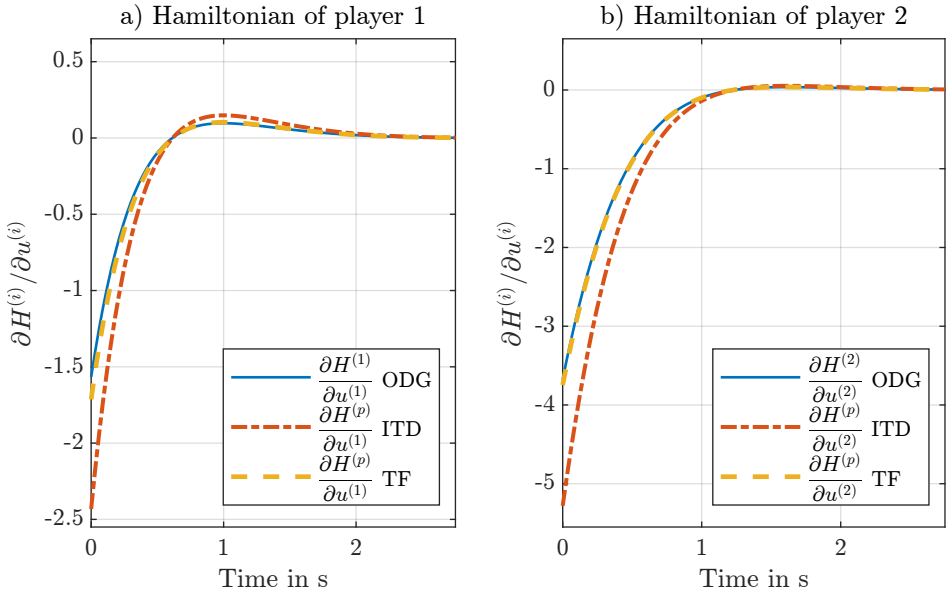 a) Hamiltonian of player 1
0.5
0
-0.5
-1
-1.5
-2
-2.5
∂H^{(i)}/∂u^{(i)}
∂H^{(1)}/∂u^{(1)} ODG
∂H^{(p)}/∂u^{(1)} ITD
∂H^{(p)}/∂u^{(1)} TF
0 1 2
Time in s
b) Hamiltonian of player 2
0
-1
-2
-3
-4
-5
∂H^{(i)}/∂u^{(i)}
∂H^{(2)}/∂u^{(2)} ODG
∂H^{(p)}/∂u^{(2)} ITD
∂H^{(p)}/∂u^{(2)} TF
0 1 2
Time in s